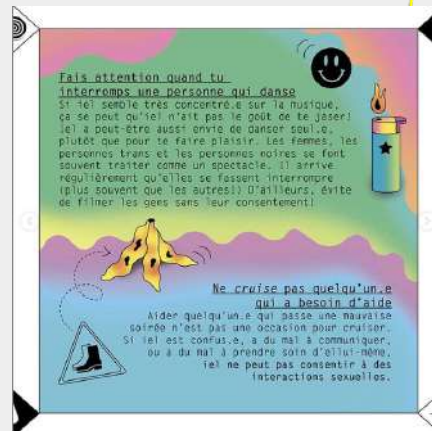 Fais attention quand tu
interromps une personne qui danse
Si iel semble très concentré.e sur la musique,
ça se peut qu'iel n'ait pas le goût de te jaser!
Iel a peut-être aussi envie de danser seul.e,
plutôt que pour te faire plaisir. Les femmes, les
personnes trans et les personnes noires se font
souvent traiter comme un spectacle. Il arrive
régulièrement qu'elles se fassent interrompre
(plus souvent que les autres!) D'ailleurs, évite
de filmer les gens sans leur consentement!
Ne cruise pas quelqu'un.e
qui a besoin d'aide
Aider quelqu'un.e qui passe une mauvaise
soirée n'est pas une occasion pour cruiser.
Si iel est confus.e, a du mal à communiquer,
ou a du mal à prendre soin d'ellui-même,
iel ne peut pas consentir à des
interactions sexuelles.